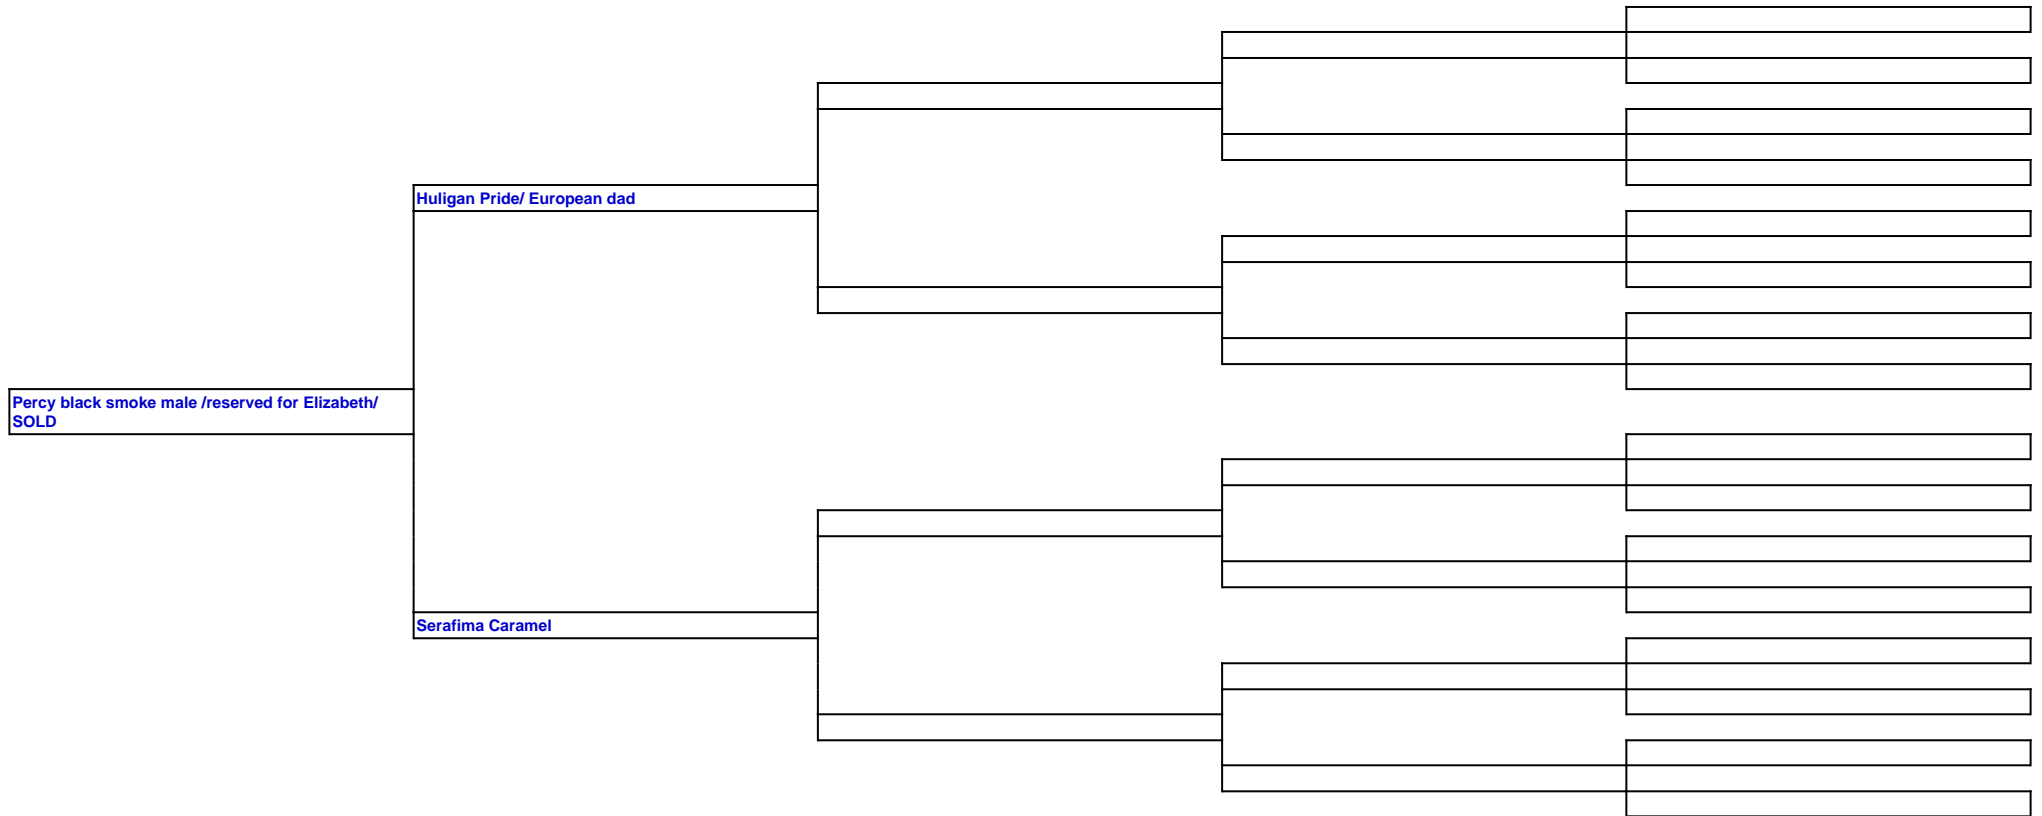 Huligan Pride/ European dad
Percy black smoke male /reserved for Elizabeth/
SOLD
Serafima Caramel